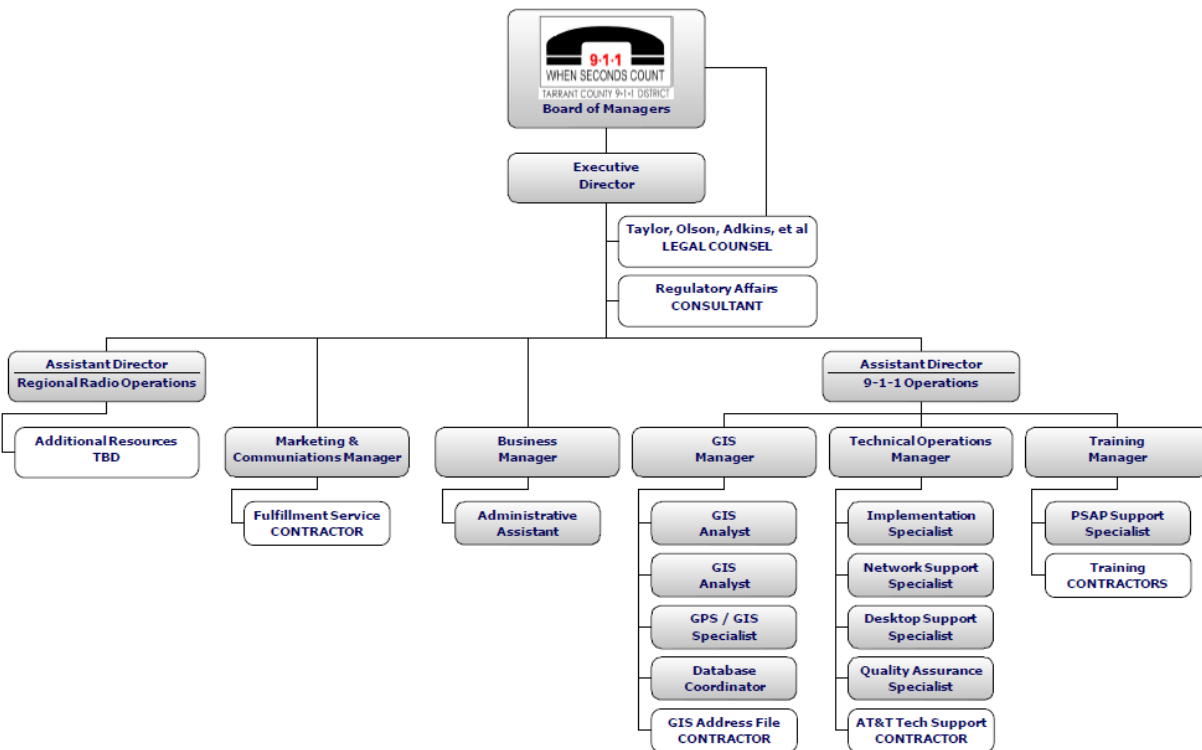 9·1·1
WHEN SECONDS COUNT
TARRANT COUNTY 9-1-1 DISTRICT
Board of Managers
Executive
Director
Taylor, Olson, Adkins, et al
LEGAL COUNSEL
Regulatory Affairs
CONSULTANT
Assistant Director
Regional Radio Operations
Assistant Director
9-1-1 Operations
Additional Resources
TBD
Marketing &
Communiations Manager
Business
Manager
GIS
Manager
Technical Operations
Manager
Training
Manager
Fulfillment Service
CONTRACTOR
Administrative
Assistant
GIS
Analyst
GIS
Analyst
GPS / GIS
Specialist
Database
Coordinator
GIS Address File
CONTRACTOR
Implementation
Specialist
Network Support
Specialist
Desktop Support
Specialist
Quality Assurance
Specialist
AT&T Tech Support
CONTRACTOR
PSAP Support
Specialist
Training
CONTRACTORS